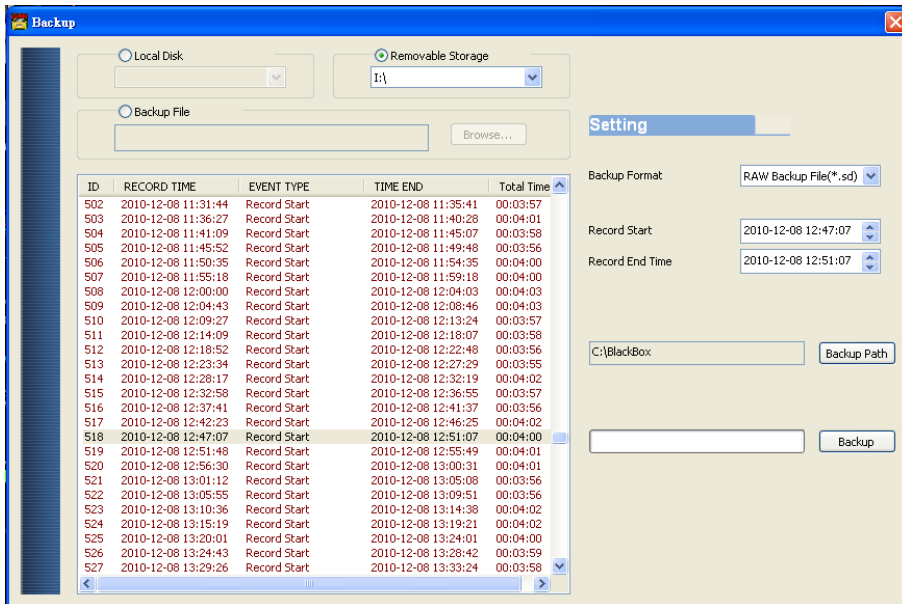 Backup
Local Disk
Removable Storage
I:\
Backup File
Browse...
Setting
Backup Format
RAW Backup File(*.sd)
Record Start
2010-12-08 12:47:07
Record End Time
2010-12-08 12:51:07
C:\BlackBox
Backup Path
Backup
ID RECORD TIME EVENT TYPE TIME END Total Time
502 2010-12-08 11:31:44 Record Start 2010-12-08 11:35:41 00:03:57
503 2010-12-08 11:36:27 Record Start 2010-12-08 11:40:28 00:04:01
504 2010-12-08 11:41:09 Record Start 2010-12-08 11:45:07 00:03:58
505 2010-12-08 11:45:52 Record Start 2010-12-08 11:49:48 00:03:56
506 2010-12-08 11:50:35 Record Start 2010-12-08 11:54:35 00:04:00
507 2010-12-08 11:55:18 Record Start 2010-12-08 11:59:18 00:04:00
508 2010-12-08 12:00:00 Record Start 2010-12-08 12:04:03 00:04:03
509 2010-12-08 12:04:43 Record Start 2010-12-08 12:08:46 00:04:03
510 2010-12-08 12:09:27 Record Start 2010-12-08 12:13:24 00:03:57
511 2010-12-08 12:14:09 Record Start 2010-12-08 12:18:07 00:03:58
512 2010-12-08 12:18:52 Record Start 2010-12-08 12:22:48 00:03:56
513 2010-12-08 12:23:34 Record Start 2010-12-08 12:27:29 00:03:55
514 2010-12-08 12:28:17 Record Start 2010-12-08 12:32:19 00:04:02
515 2010-12-08 12:32:58 Record Start 2010-12-08 12:36:55 00:03:57
516 2010-12-08 12:37:41 Record Start 2010-12-08 12:41:37 00:03:56
517 2010-12-08 12:42:23 Record Start 2010-12-08 12:46:25 00:04:02
518 2010-12-08 12:47:07 Record Start 2010-12-08 12:51:07 00:04:00
519 2010-12-08 12:51:48 Record Start 2010-12-08 12:55:49 00:04:01
520 2010-12-08 12:56:30 Record Start 2010-12-08 13:00:31 00:04:01
521 2010-12-08 13:01:12 Record Start 2010-12-08 13:05:08 00:03:56
522 2010-12-08 13:05:55 Record Start 2010-12-08 13:09:51 00:03:56
523 2010-12-08 13:10:36 Record Start 2010-12-08 13:14:38 00:04:02
524 2010-12-08 13:15:19 Record Start 2010-12-08 13:19:21 00:04:02
525 2010-12-08 13:20:01 Record Start 2010-12-08 13:24:01 00:04:00
526 2010-12-08 13:24:43 Record Start 2010-12-08 13:28:42 00:03:59
527 2010-12-08 13:29:26 Record Start 2010-12-08 13:33:24 00:03:58